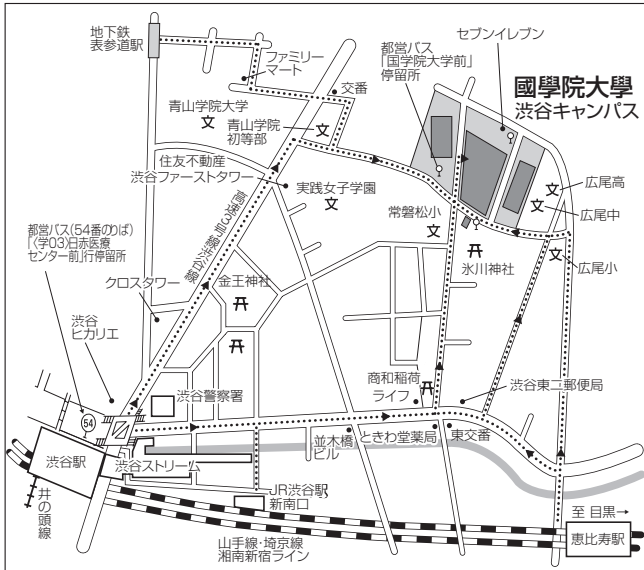 地下鉄
表参道駅
ファミリー
マート
交番
都営バス
「国学院大学前」
停留所
セブンイレブン
國學院大學
渋谷キャンパス
青山学院大学
青山学院
初等部
住友不動産
渋谷ファーストタワー
実践女子学園
常磐松小
広尾高
広尾中
広尾小
氷川神社
都営バス(54番のりば)
「〈学03〉日赤医療
センター前」行停留所
高速3号線渋谷線
クロスタワー
金王神社
渋谷
ヒカリエ
渋谷警察署
商和稲荷
ライフ
渋谷東二郵便局
54
渋谷駅
渋谷ストリーム
並木橋
ビル
ときわ堂薬局
東交番
井の頭線
JR渋谷駅
新南口
山手線・埼京線
湘南新宿ライン
至 目黒→
恵比寿駅